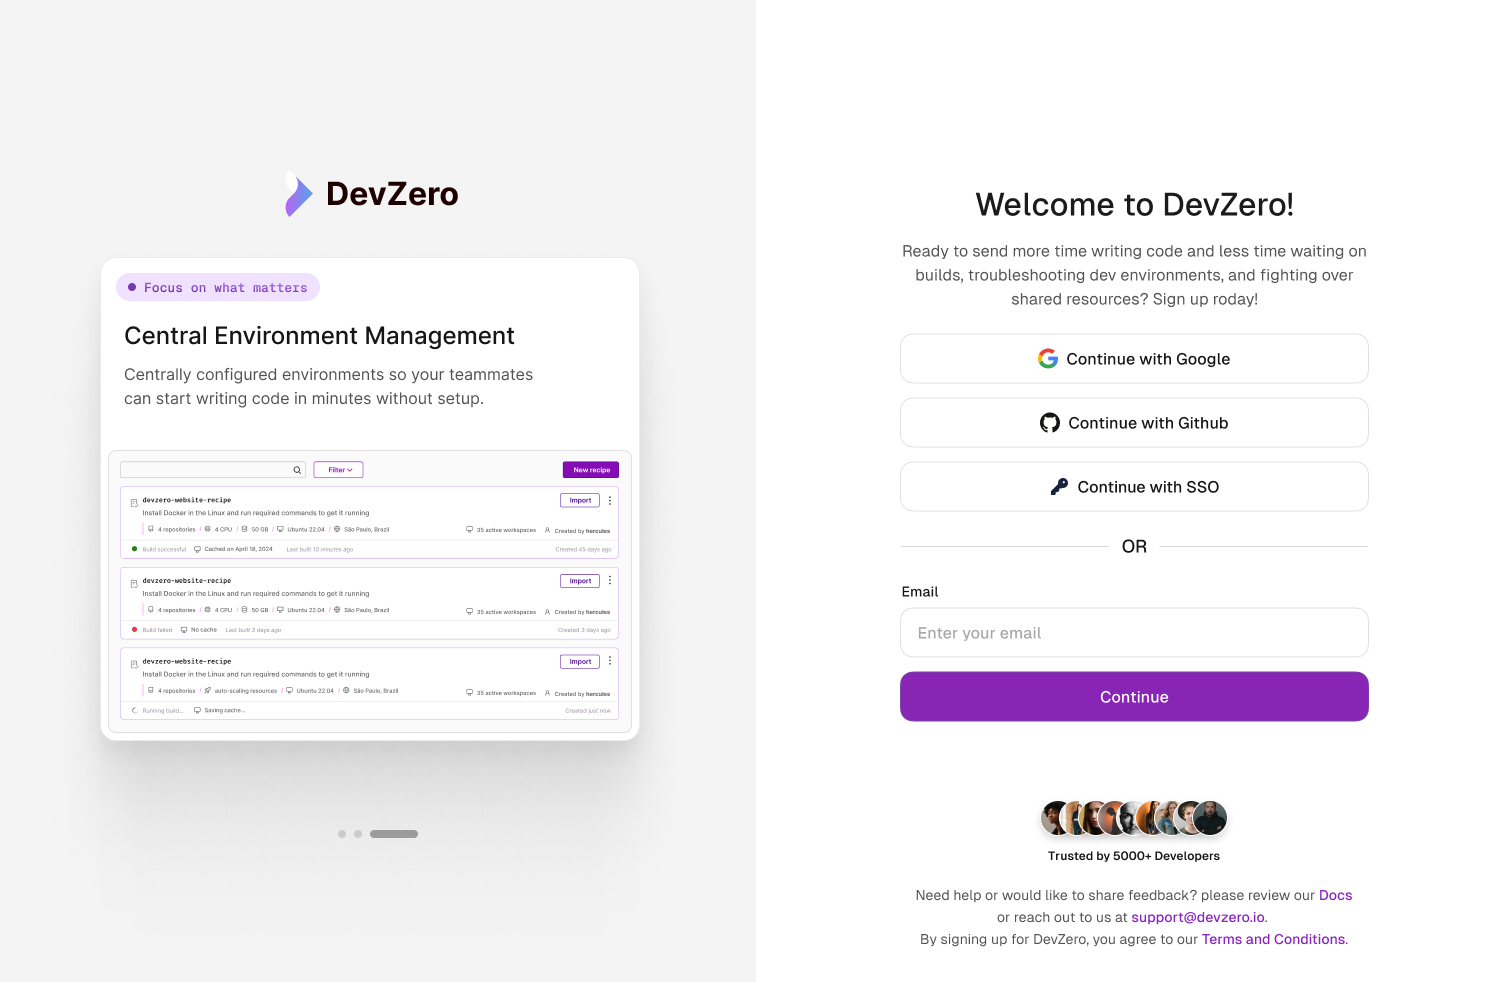 DevZero
Focus on what matters
Central Environment Management
Centrally configured environments so your teammates
can start writing code in minutes without setup.
Filter
New recipe
devzero-website-recipe
Import
Install Docker in the Linux and run required commands to get it running
4 repositories / 4 CPU / 50 GB / Ubuntu 22.04 / São Paulo, Brazil
35 active workspaces Created by hercules
Build successful Cached on April 18, 2024 Last built 10 minutes ago Created 45 days ago
devzero-website-recipe
Import
Install Docker in the Linux and run required commands to get it running
4 repositories / 4 CPU / 50 GB / Ubuntu 22.04 / São Paulo, Brazil
35 active workspaces Created by hercules
Build failed No cache Last built 3 days ago Created 3 days ago
devzero-website-recipe
Import
Install Docker in the Linux and run required commands to get it running
4 repositories / auto-scaling resources / Ubuntu 22.04 / São Paulo, Brazil
35 active workspaces Created by hercules
Running build... Saving cache... Created just now
Welcome to DevZero!
Ready to send more time writing code and less time waiting on
builds, troubleshooting dev environments, and fighting over
shared resources? Sign up roday!
Continue with Google
Continue with Github
Continue with SSO
OR
Email
Enter your email
Continue
Trusted by 5000+ Developers
Need help or would like to share feedback? please review our Docs
or reach out to us at support@devzero.io.
By signing up for DevZero, you agree to our Terms and Conditions.